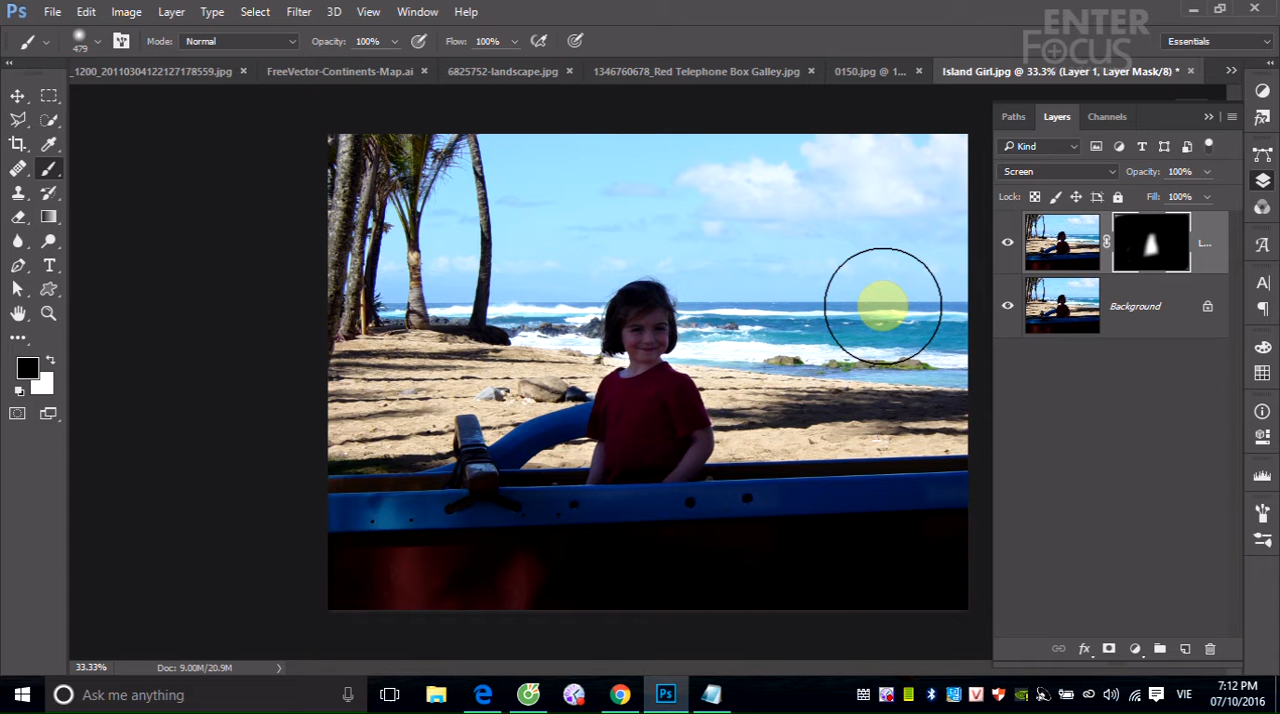 Ps File Edit Image Layer Type Select Filter 3D View Window Help
ENTER
FOCUS
479 Mode: Normal Opacity: 100% Flow: 100% Essentials
_1200_20110304122127178559.jpg × FreeVector-Continents-Map.ai × 6825752-landscape.jpg × 1346760678_Red Telephone Box Galley.jpg × 0150.jpg @ 1... × Island Girl.jpg @ 33.3% (Layer 1, Layer Mask/8) * ×
Paths Layers Channels
Kind
Screen Opacity: 100%
Lock: Fill: 100%
L...
Background
33.33% Doc: 9.00M/20.9M
fx
Ask me anything
VIE
7:12 PM
07/10/2016